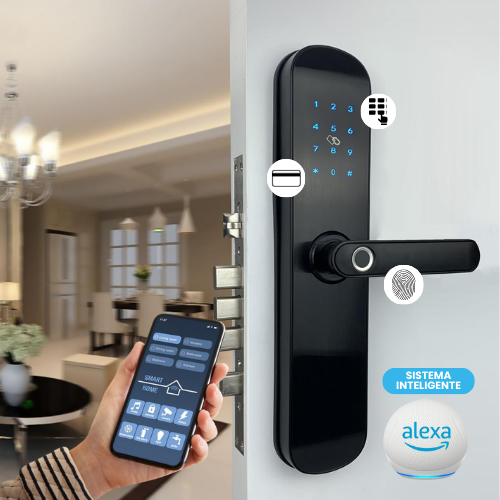 1 2 3
4 5 6
7 8 9
* 0 #
SMART
HOME
SISTEMA
INTELIGENTE
alexa